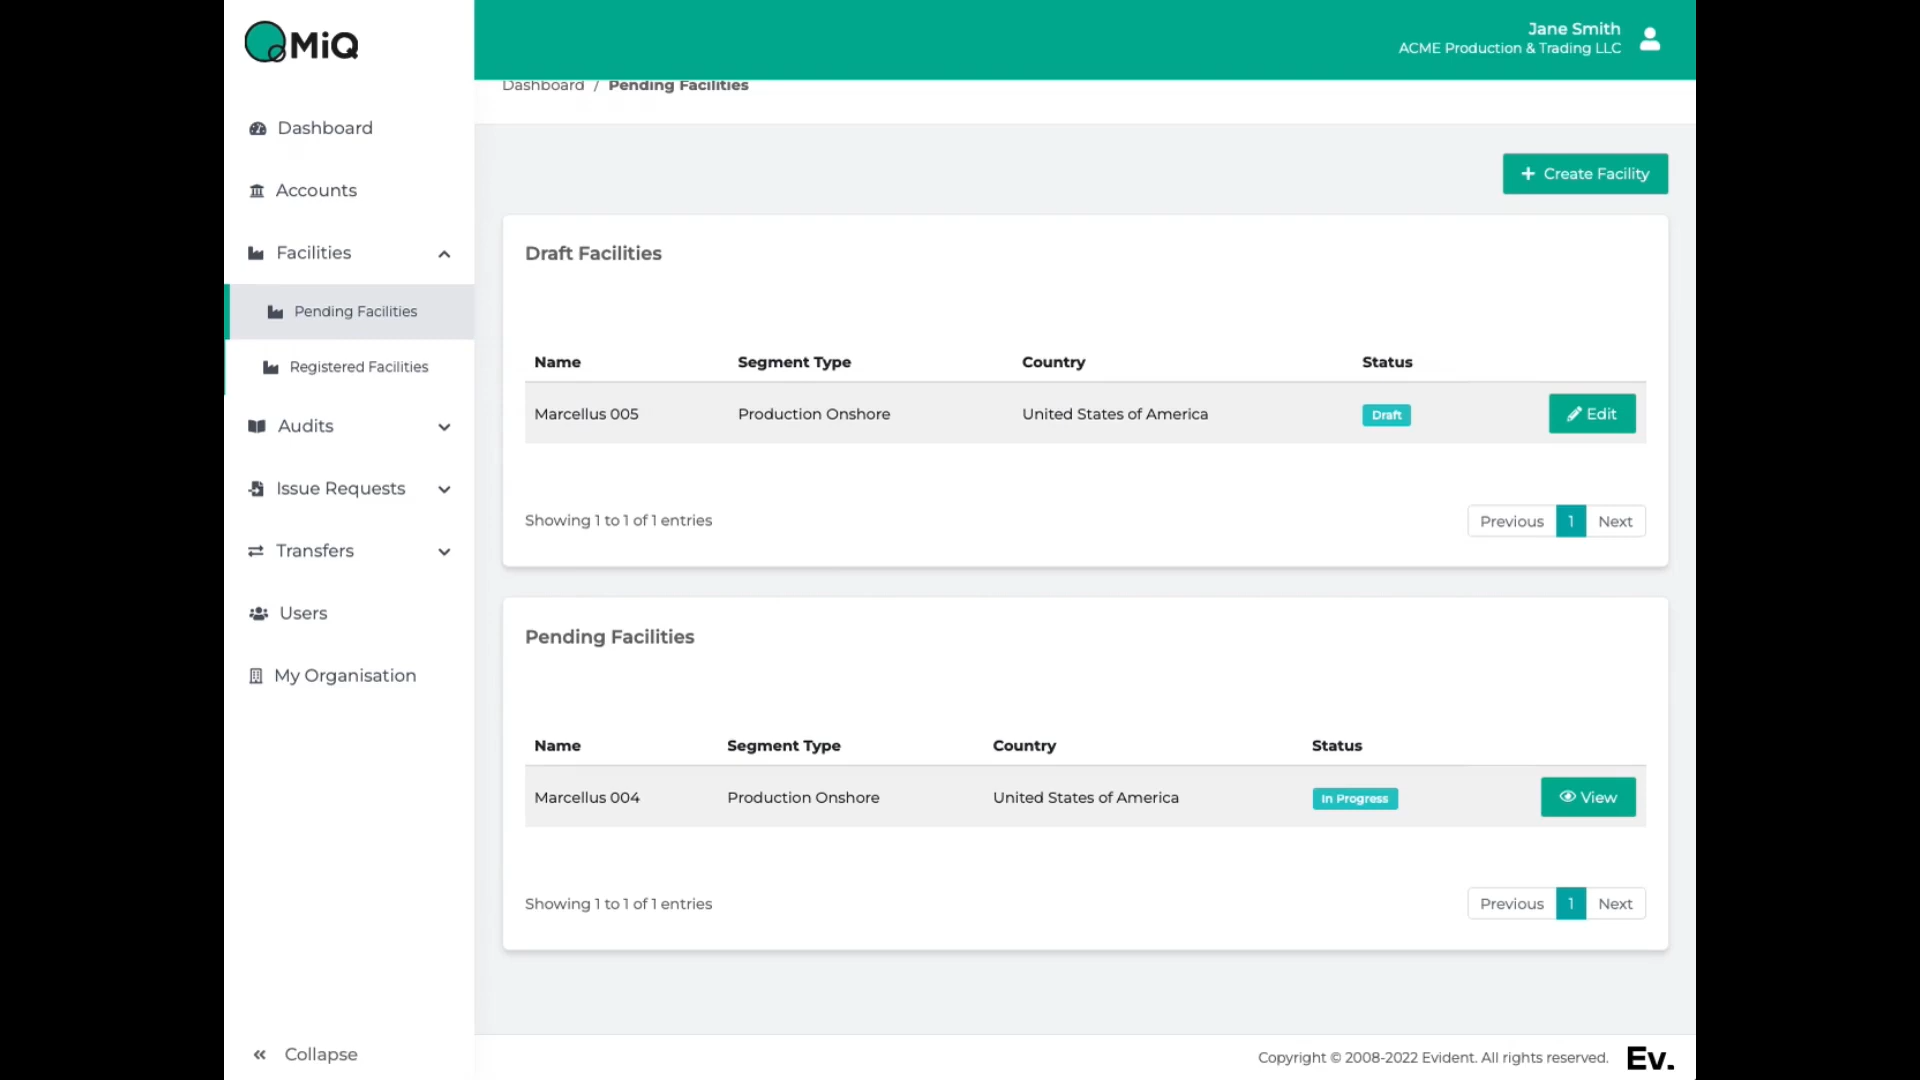 MiQ
Jane Smith
ACME Production & Trading LLC
Dashboard / Pending Facilities
Dashboard
Accounts
Facilities
Pending Facilities
Registered Facilities
Audits
Issue Requests
Transfers
Users
My Organisation
Collapse
+ Create Facility
Draft Facilities
Name Segment Type Country Status
Marcellus 005 Production Onshore United States of America Draft Edit
Showing 1 to 1 of 1 entries Previous 1 Next
Pending Facilities
Name Segment Type Country Status
Marcellus 004 Production Onshore United States of America In Progress View
Showing 1 to 1 of 1 entries Previous 1 Next
Copyright © 2008-2022 Evident. All rights reserved. Ev.